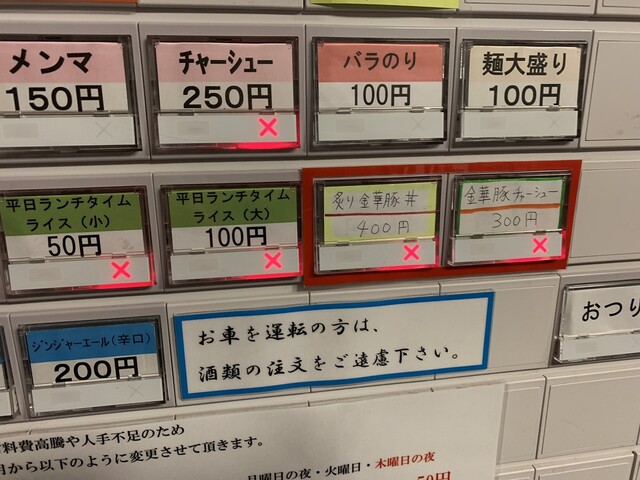 メンマ
150円
チャーシュー
250円
バラのり
100円
麺大盛り
100円
平日ランチタイム
ライス(小)
50円
平日ランチタイム
ライス(大)
100円
炙り金華豚丼
400円
金華豚チャーシュー
300円
ジンジャーエール(辛口)
200円
お車を運転の方は、
酒類の注文をご遠慮下さい。
おつり
料費高騰や人手不足のため
月から以下のように変更させて頂きます。
月曜日の夜・火曜日・木曜日の夜
50円